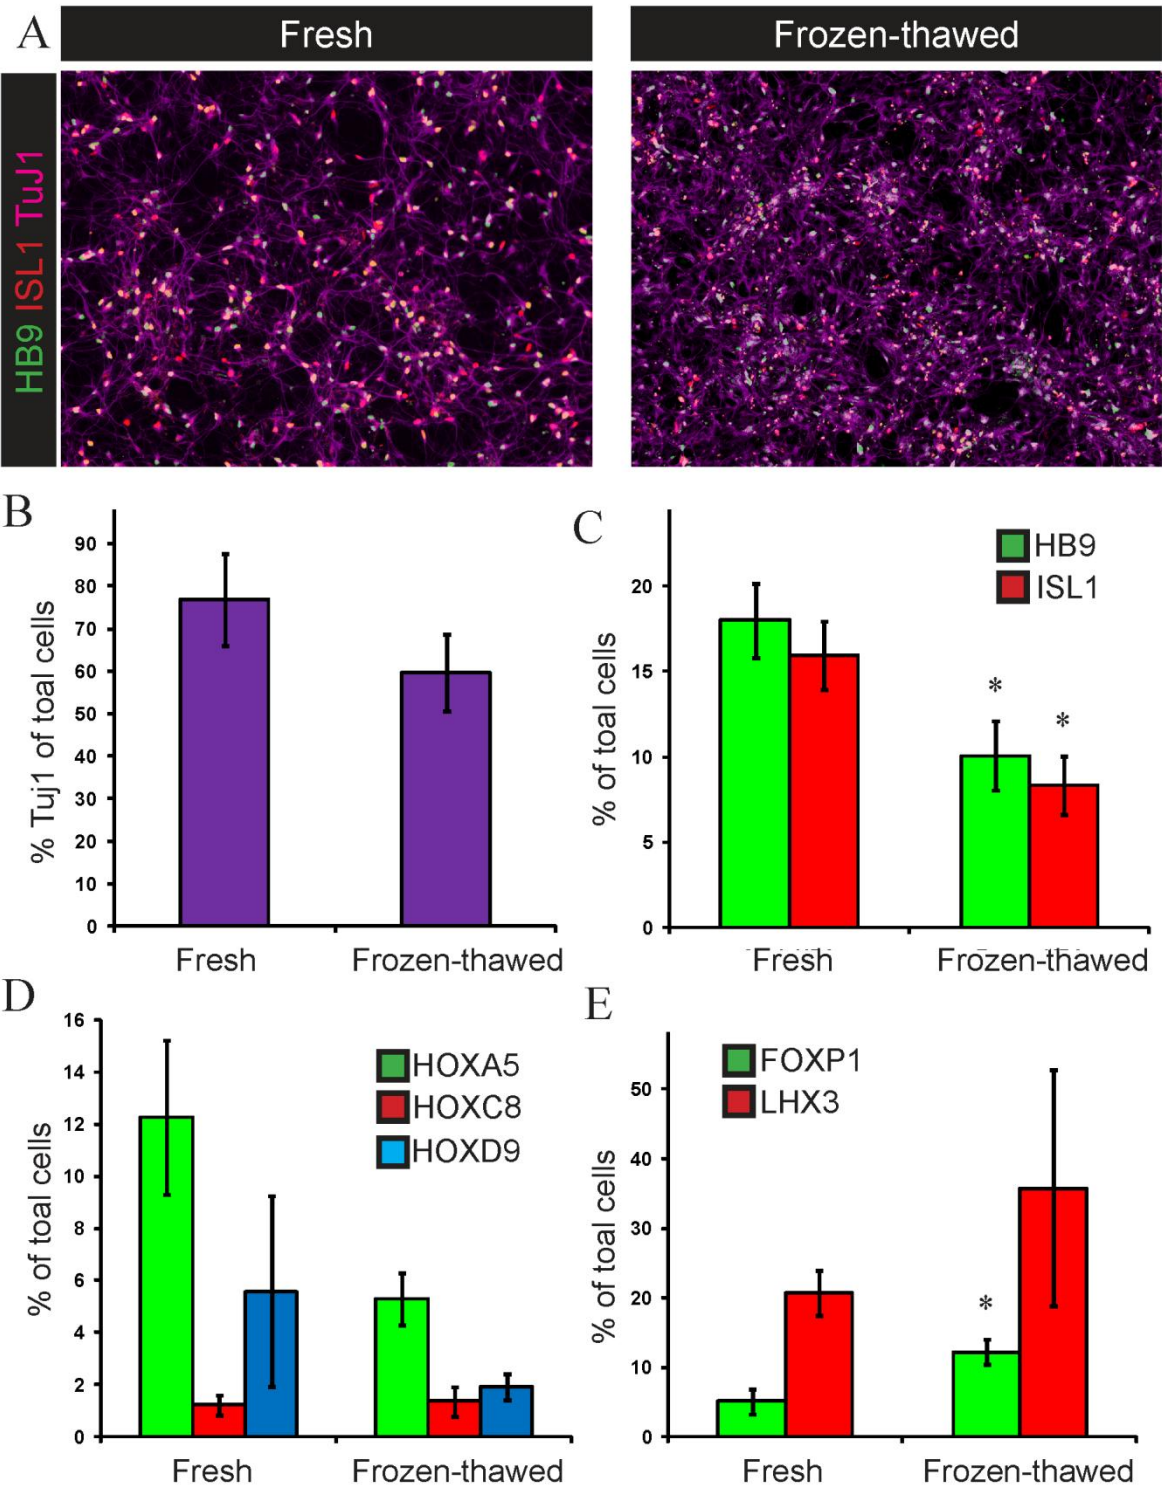 A
Fresh
Frozen-thawed
HB9 ISL1 TuJ1
B
% Tuj1 of toal cells
90
80
70
60
50
40
30
20
10
0
Fresh
Frozen-thawed
C
% of toal cells
20
15
10
5
0
HB9
ISL1
*
*
Fresh
Frozen-thawed
D
% of toal cells
16
14
12
10
8
6
4
2
0
HOXA5
HOXC8
HOXD9
Fresh
Frozen-thawed
E
% of toal cells
50
40
30
20
10
0
FOXP1
LHX3
*
Fresh
Frozen-thawed